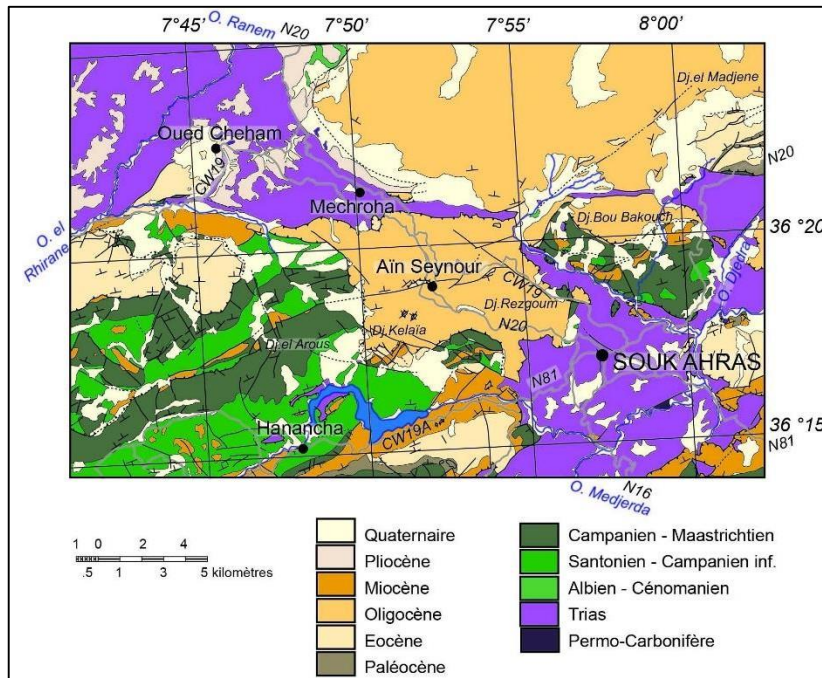 7°45'
7°50'
7°55'
8°00'
O. Ranem
N20
Dj.el Madjene
Oued Cheham
CW19
N20
Mechroha
Dj.Bou Bakouch
36 °20'
O. el
Rhirane
Aïn Seynour
CW19
O. Djedra
Dj.Rezgoum
N20
Dj.Kelaïa
Dj.el Arous
SOUK AHRAS
N81
Hanancha
CW19A
36 °15'
N81
N16
O. Medjerda
1 0 2 4
.5 1 3 5 kilomètres
Quaternaire
Pliocène
Miocène
Oligocène
Eocène
Paléocène
Campanien - Maastrichtien
Santonien - Campanien inf.
Albien - Cénomanien
Trias
Permo-Carbonifère